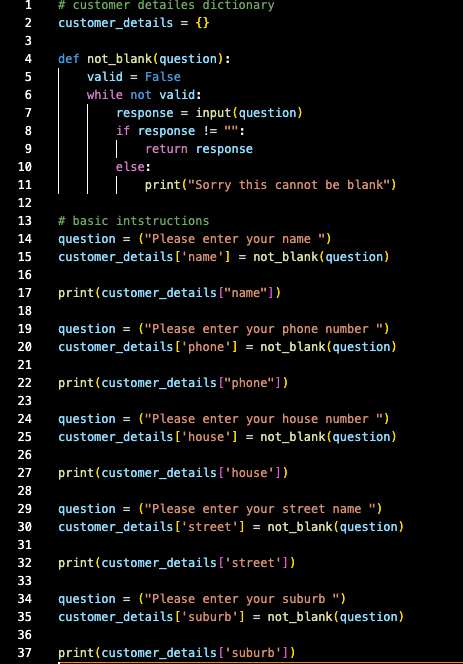 1 # customer detailes dictionary
2 customer_details = {}
3
4 def not_blank(question):
5     valid = False
6     while not valid:
7         response = input(question)
8         if response != "":
9             return response
10         else:
11             print("Sorry this cannot be blank")
12
13 # basic intstructions
14 question = ("Please enter your name ")
15 customer_details['name'] = not_blank(question)
16
17 print(customer_details["name"])
18
19 question = ("Please enter your phone number ")
20 customer_details['phone'] = not_blank(question)
21
22 print(customer_details["phone"])
23
24 question = ("Please enter your house number ")
25 customer_details['house'] = not_blank(question)
26
27 print(customer_details['house'])
28
29 question = ("Please enter your street name ")
30 customer_details['street'] = not_blank(question)
31
32 print(customer_details['street'])
33
34 question = ("Please enter your suburb ")
35 customer_details['suburb'] = not_blank(question)
36
37 print(customer_details['suburb'])